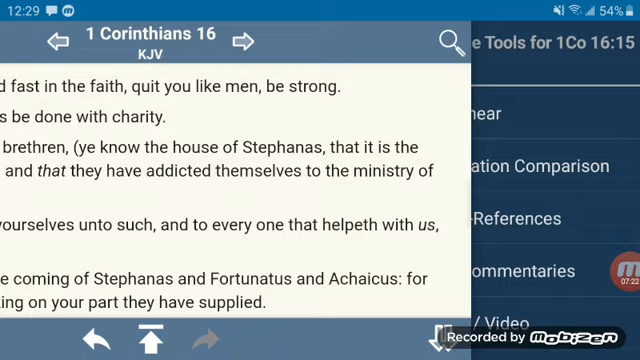 12:29 54%
1 Corinthians 16
KJV
e Tools for 1Co 16:15
d fast in the faith, quit you like men, be strong.
s be done with charity.
brethren, (ye know the house of Stephanas, that it is the
and that they have addicted themselves to the ministry of
yourselves unto such, and to every one that helpeth with us,
e coming of Stephanas and Fortunatus and Achaicus: for
king on your part they have supplied.
near
ation Comparison
-References
ommentaries
/ Video
07:22
Recorded by MOBIZEN